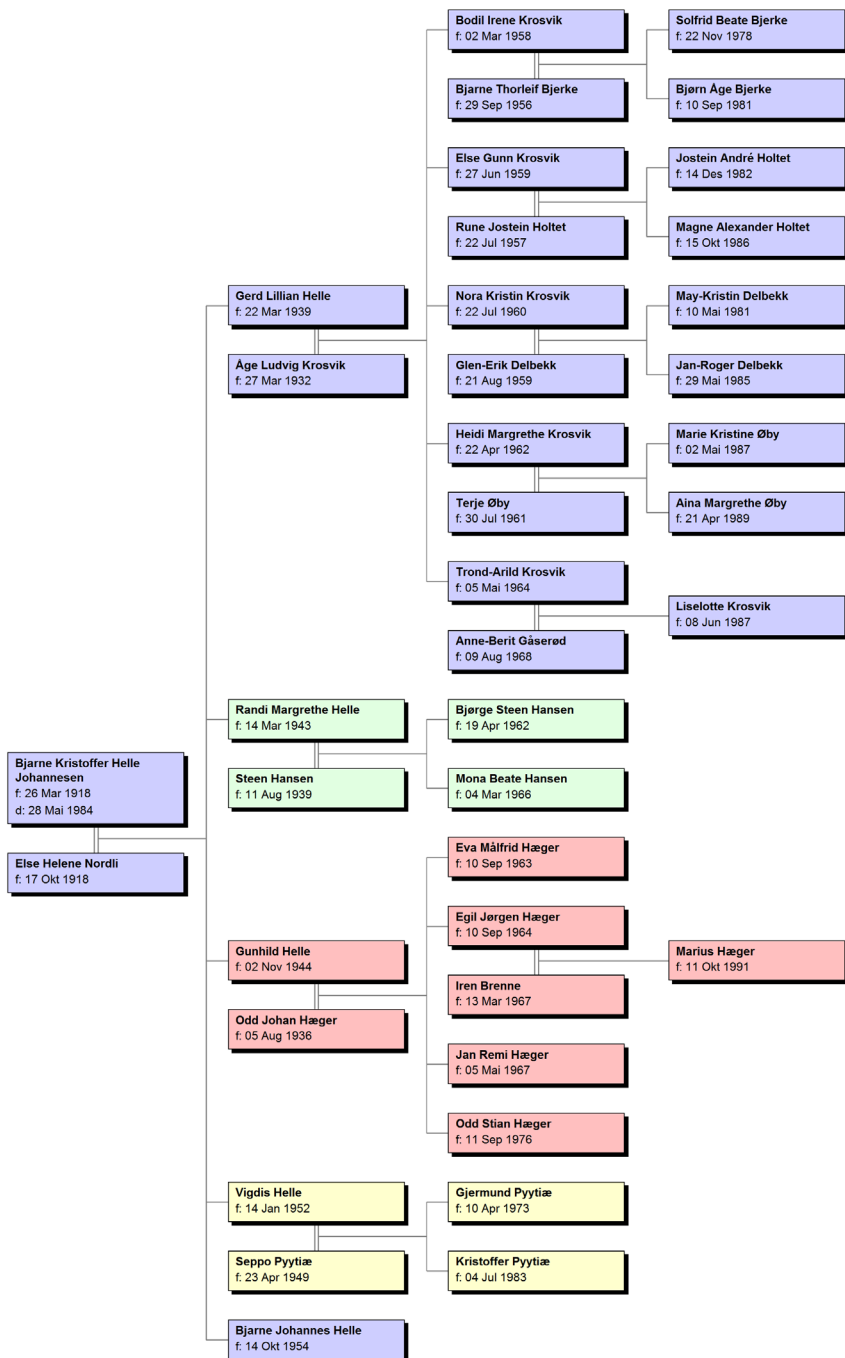 Bjarne Kristoffer Helle
Johannesen
f: 26 Mar 1918
d: 28 Mai 1984
Else Helene Nordli
f: 17 Okt 1918
Gerd Lillian Helle
f: 22 Mar 1939
Åge Ludvig Krosvik
f: 27 Mar 1932
Bodil Irene Krosvik
f: 02 Mar 1958
Bjarne Thorleif Bjerke
f: 29 Sep 1956
Solfrid Beate Bjerke
f: 22 Nov 1978
Bjørn Åge Bjerke
f: 10 Sep 1981
Else Gunn Krosvik
f: 27 Jun 1959
Rune Jostein Holtet
f: 22 Jul 1957
Jostein André Holtet
f: 14 Des 1982
Magne Alexander Holtet
f: 15 Okt 1986
Nora Kristin Krosvik
f: 22 Jul 1960
Glen-Erik Delbekk
f: 21 Aug 1959
May-Kristin Delbekk
f: 10 Mai 1981
Jan-Roger Delbekk
f: 29 Mai 1985
Heidi Margrethe Krosvik
f: 22 Apr 1962
Terje Øby
f: 30 Jul 1961
Marie Kristine Øby
f: 02 Mai 1987
Aina Margrethe Øby
f: 21 Apr 1989
Trond-Arild Krosvik
f: 05 Mai 1964
Anne-Berit Gåserød
f: 09 Aug 1968
Liselotte Krosvik
f: 08 Jun 1987
Randi Margrethe Helle
f: 14 Mar 1943
Steen Hansen
f: 11 Aug 1939
Bjørge Steen Hansen
f: 19 Apr 1962
Mona Beate Hansen
f: 04 Mar 1966
Gunhild Helle
f: 02 Nov 1944
Odd Johan Hæger
f: 05 Aug 1936
Eva Målfrid Hæger
f: 10 Sep 1963
Egil Jørgen Hæger
f: 10 Sep 1964
Iren Brenne
f: 13 Mar 1967
Marius Hæger
f: 11 Okt 1991
Jan Remi Hæger
f: 05 Mai 1967
Odd Stian Hæger
f: 11 Sep 1976
Vigdis Helle
f: 14 Jan 1952
Seppo Pyytiæ
f: 23 Apr 1949
Gjermund Pyytiæ
f: 10 Apr 1973
Kristoffer Pyytiæ
f: 04 Jul 1983
Bjarne Johannes Helle
f: 14 Okt 1954